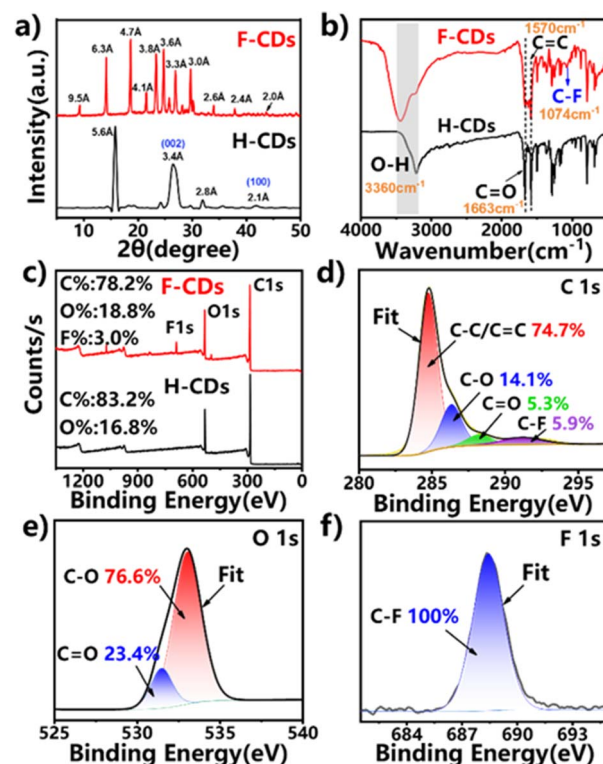 a)
F-CDs
4.7A
6.3A
3.8A
3.6A
3.3A
3.0A
9.5A
4.1A
2.6A
2.4A
2.0A
5.6A
H-CDs
(002)
3.4A
2.8A
(100)
2.1A
Intensity(a.u.)
5 10 20 30 40 50
2θ(degree)
b)
F-CDs
1570cm⁻¹
C=C
C-F
1074cm⁻¹
H-CDs
O-H
3360cm⁻¹
C=O
1663cm⁻¹
4000 3000 2000 1000
Wavenumber(cm⁻¹)
c)
C%:78.2%
O%:18.8%
F%:3.0%
F-CDs
F1s
O1s
C1s
H-CDs
C%:83.2%
O%:16.8%
Counts/s
1200 900 600 300 0
Binding Energy(eV)
d)
C 1s
Fit
C-C/C=C 74.7%
C-O 14.1%
C=O 5.3%
C-F 5.9%
280 285 290 295
Binding Energy(eV)
e)
O 1s
C-O 76.6%
Fit
C=O 23.4%
525 530 535 540
Binding Energy(eV)
f)
F 1s
Fit
C-F 100%
684 687 690 693
Binding Energy(eV)